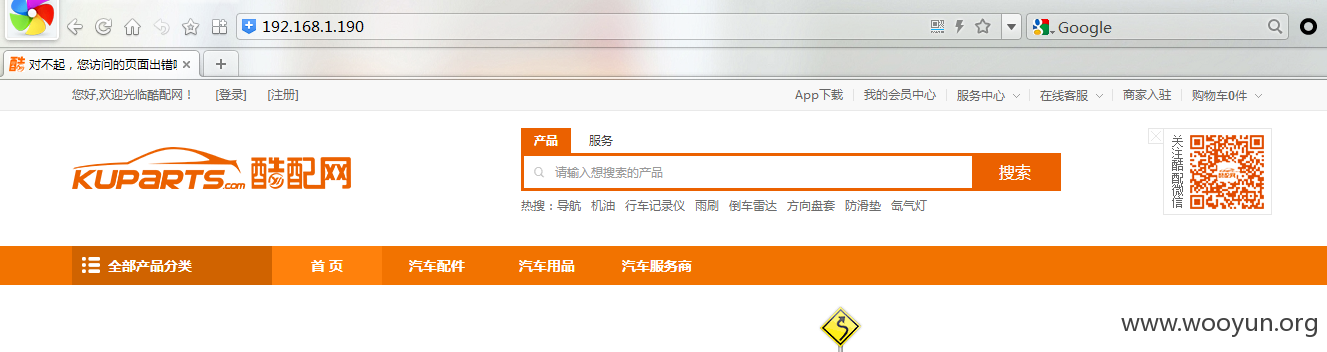 192.168.1.190
Google
对不起，您访问的页面出错
您好,欢迎光临酷配网！ [登录] [注册]
App下载 我的会员中心 服务中心 在线客服 商家入驻 购物车0件
KUPARTS.com 酷配网
产品 服务
请输入想搜索的产品 搜索
热搜：导航 机油 行车记录仪 雨刷 倒车雷达 方向盘套 防滑垫 氙气灯
关注酷配微信
全部产品分类 首 页 汽车配件 汽车用品 汽车服务商
www.wooyun.org